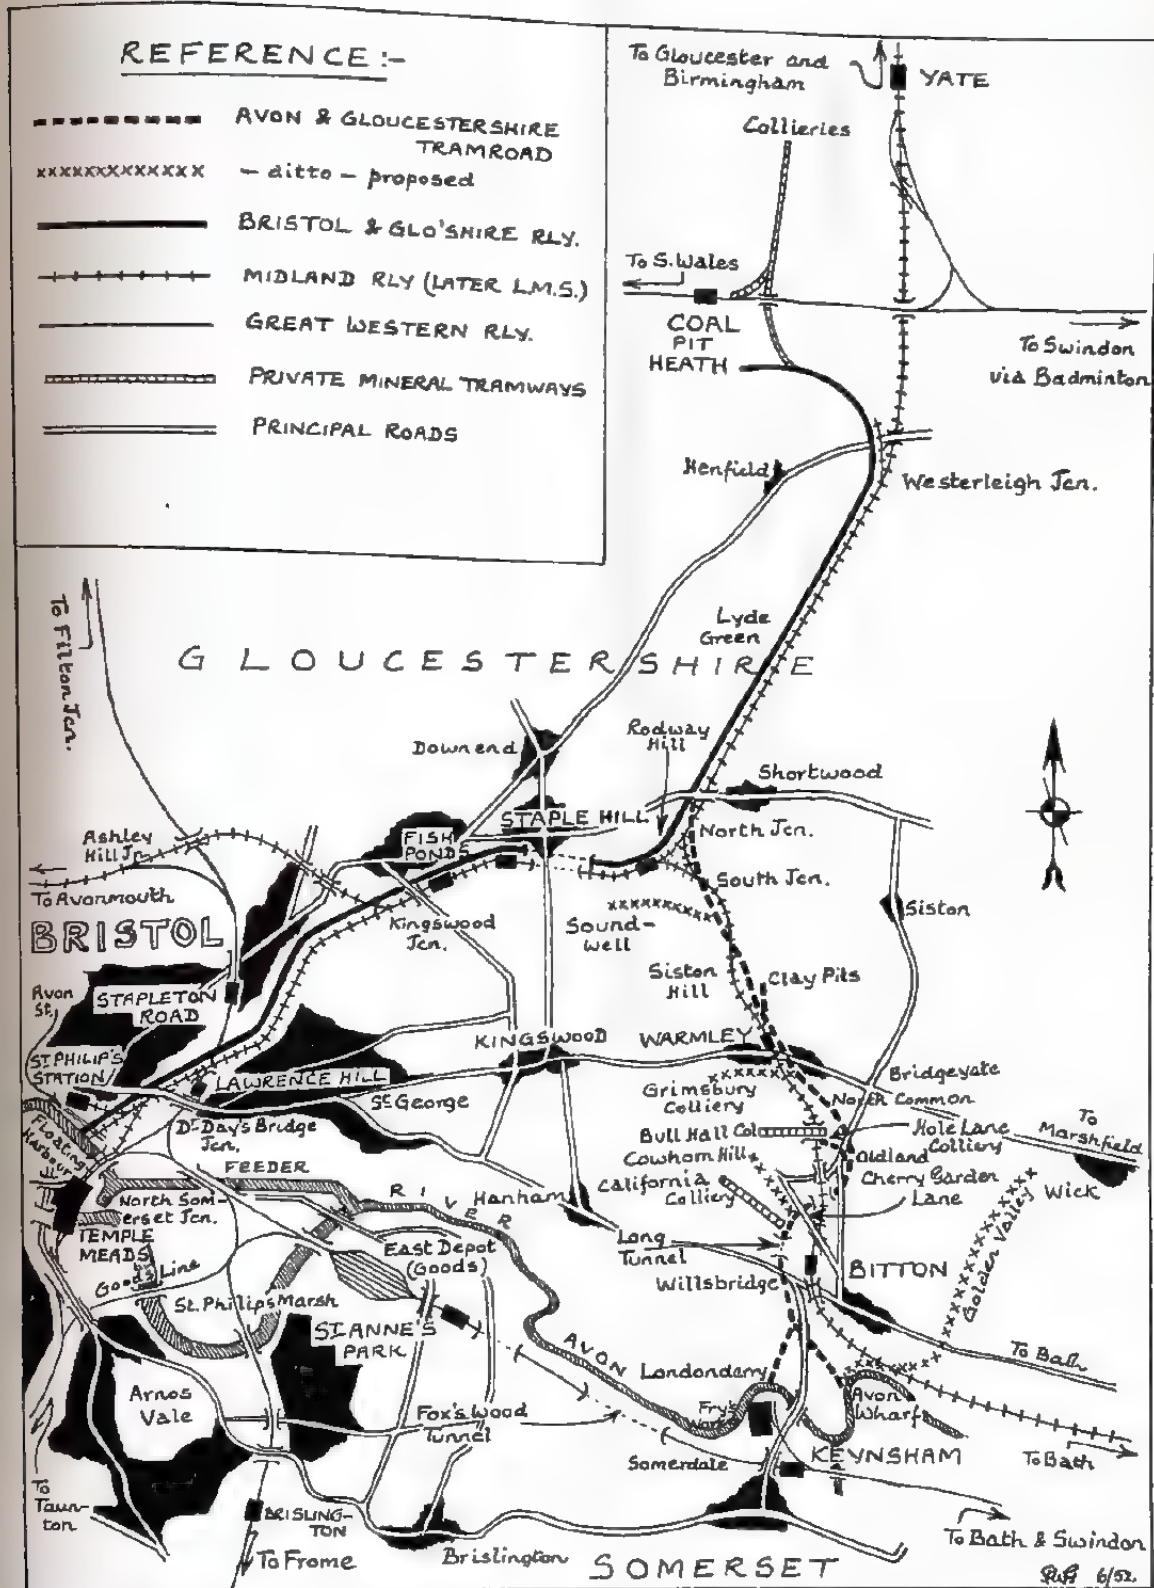 REFERENCE :-
AVON & GLOUCESTERSHIRE
TRAMROAD
- ditto - proposed
BRISTOL & GLO'SHIRE RLY.
MIDLAND RLY (LATER L.M.S.)
GREAT WESTERN RLY.
PRIVATE MINERAL TRAMWAYS
PRINCIPAL ROADS
To Gloucester and
Birmingham
YATE
Collieries
To S. Wales
COAL
PIT
HEATH
To Swindon
via Badminton
Henfield
Westerleigh Jcn.
To Filton Jcn.
Lyde
Green
GLOUCESTERSHIRE
Rodway
Hill
Downend
Shortwood
STAPLE HILL
Ashley
Hill Jc.
FISH
PONDS
North Jcn.
To Avonmouth
South Jcn.
BRISTOL
Kingswood
Jcn.
Sound-
well
Siston
Siston
Hill
Clay Pits
Avon
St.
STAPLETON
ROAD
KINGSWOOD
WARMLEY
ST PHILIP'S
STATION
LAWRENCE HILL
Bridgeyate
St George
Grimsbury
Colliery
North Common
Floating
Harbour
Dr Day's Bridge
Jcn.
Bull Hall Col.
Hole Lane
Colliery
To
Marshfield
Cowhorn Hill
Oldland
FEEDER
California
Colliery
Cherry Garden
Lane
Wick
North Som-
erset Jcn.
RIVER
Hanham
TEMPLE
MEADS
East Depot
(Goods)
Long
Tunnel
Golden Valley
Goods Line
Willsbridge
BITTON
St. Philips Marsh
ST. ANNE'S
PARK
AVON
Londonderry
To Bath
Arnos
Vale
Fox's Wood
Tunnel
Fry's
Works
Avon
Wharf
Somerdale
KEYNSHAM
To Bath
To
Taun-
ton
BRISLING-
TON
To Frome
Brislington
SOMERSET
To Bath & Swindon
6/52.